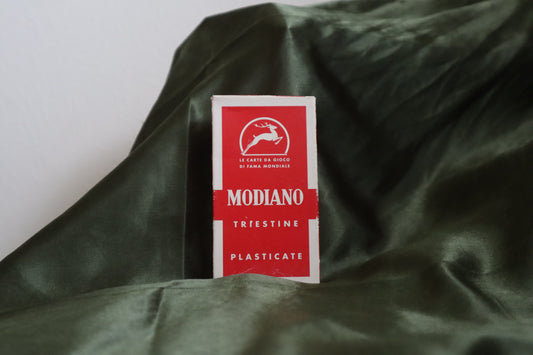 LE CARTE DA GIOCO
DI FAMA MONDIALE
MODIANO
TRIESTINE
PLASTICATE